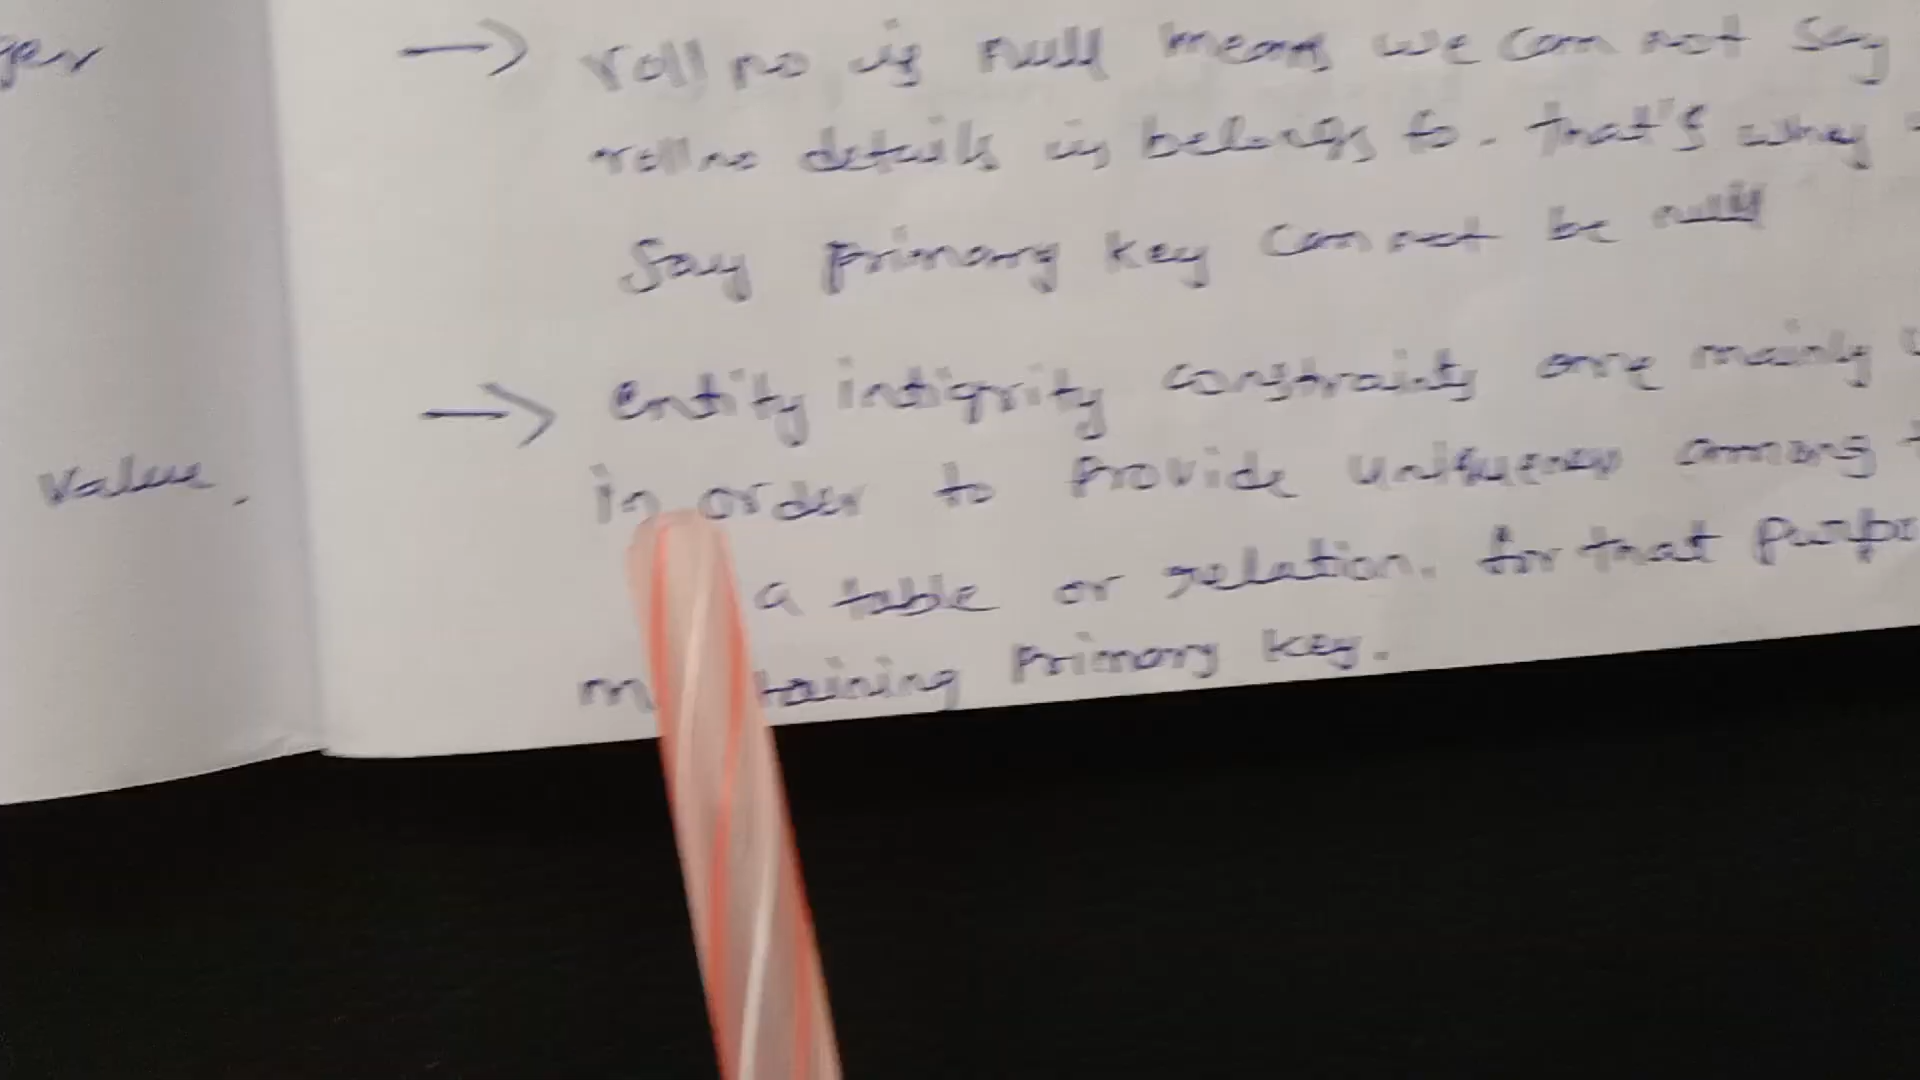 ger
→ roll no is null means we can not say
roll no details is belongs to. that's why
say primary key can not be null
→ Entity intigrity constraints are mainly
value.
in order to provide uniqueness among
a table or relation. for that purpo
taining primary key.